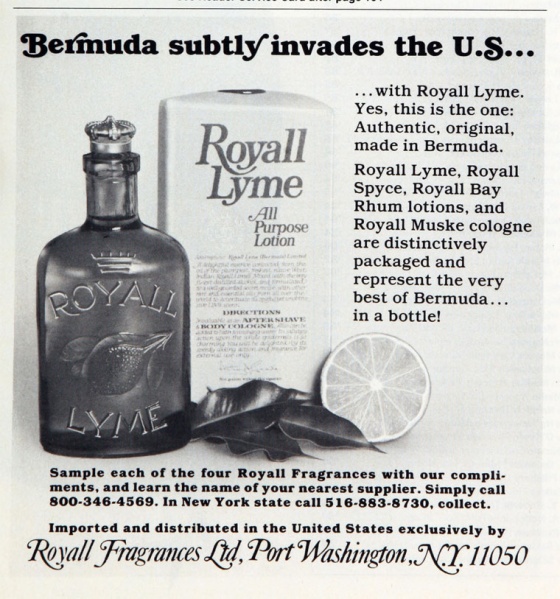 Bermuda subtly invades the U.S...
...with Royall Lyme.
Yes, this is the one:
Authentic, original,
made in Bermuda.
Royall Lyme, Royall
Spyce, Royall Bay
Rhum lotions, and
Royall Muske cologne
are distinctively
packaged and
represent the very
best of Bermuda...
in a bottle!
Royall
Lyme
All
Purpose
Lotion
DIRECTIONS
AFTER SHAVE
BODY COLOGNE
ROYALL
LYME
Sample each of the four Royall Fragrances with our compli-
ments, and learn the name of your nearest supplier. Simply call
800-346-4569. In New York state call 516-883-8730, collect.
Imported and distributed in the United States exclusively by
Royall Fragrances Ltd, Port Washington, N.Y. 11050